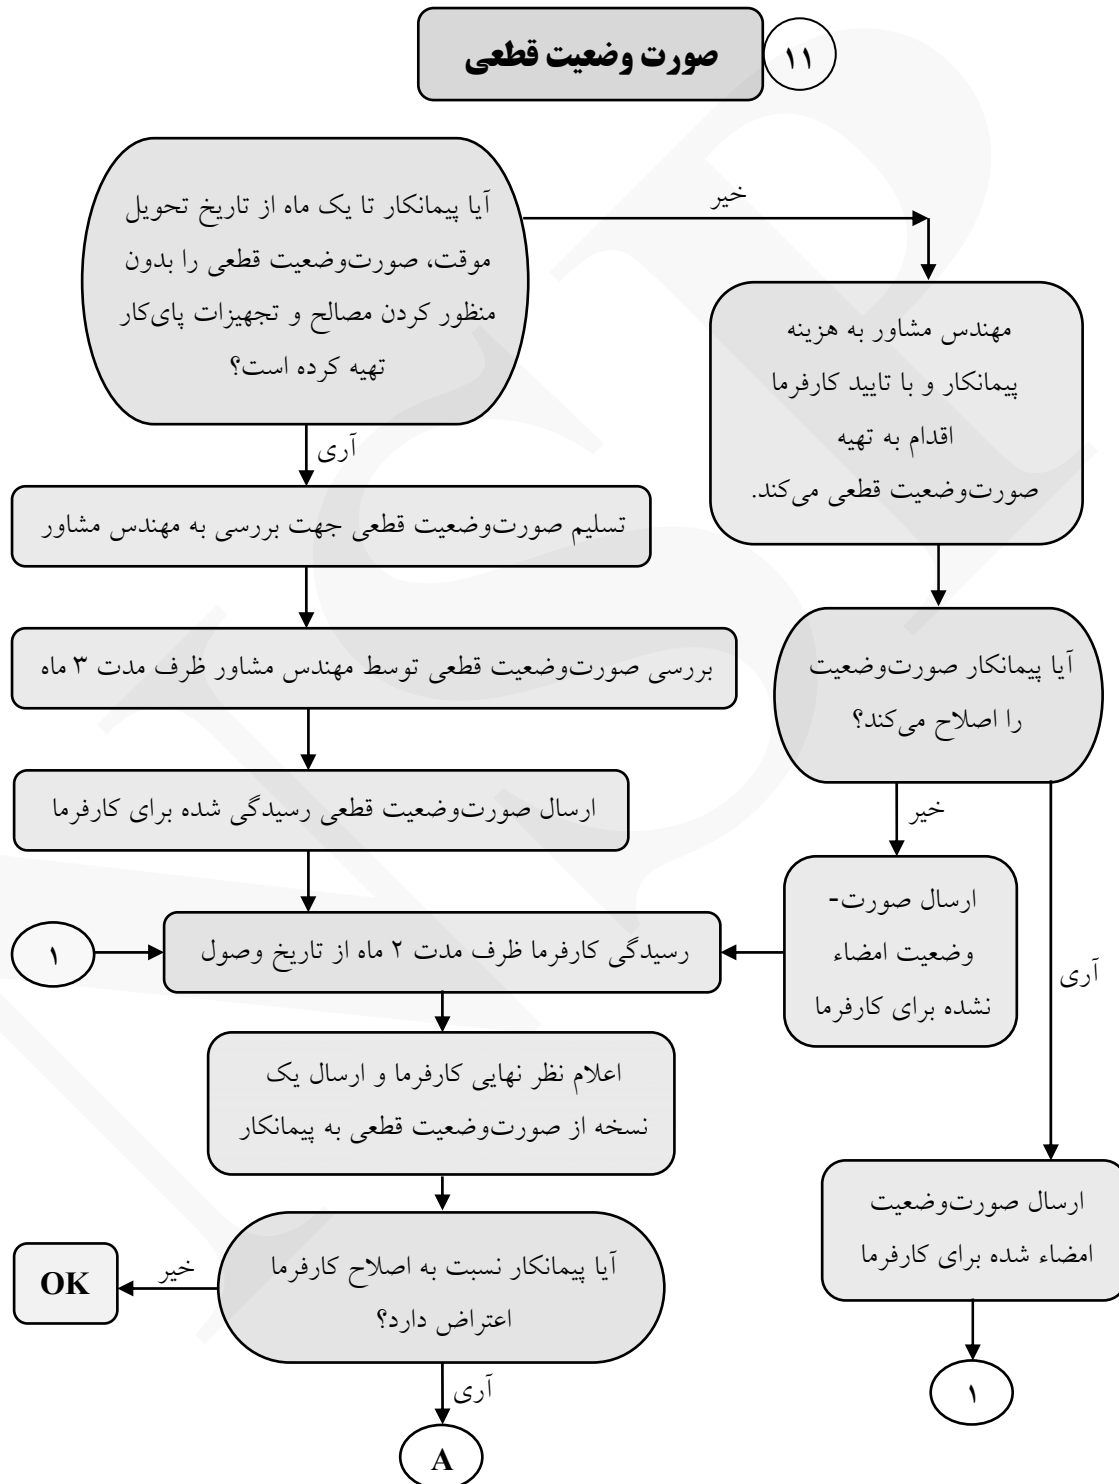 ۱۱
صورت وضعیت قطعی
آیا پیمانکار تا یک ماه از تاریخ تحویل
موقت، صورت‌وضعیت قطعی را بدون
منظور کردن مصالح و تجهیزات پای‌کار
تهیه کرده است؟
خیر
مهندس مشاور به هزینه
پیمانکار و با تایید کارفرما
اقدام به تهیه
صورت‌وضعیت قطعی می‌کند.
آری
تسلیم صورت‌وضعیت قطعی جهت بررسی به مهندس مشاور
آیا پیمانکار صورت‌وضعیت
را اصلاح می‌کند؟
بررسی صورت‌وضعیت قطعی توسط مهندس مشاور ظرف مدت ۳ ماه
ارسال صورت‌وضعیت قطعی رسیدگی شده برای کارفرما
خیر
ارسال صورت-
وضعیت امضاء
نشده برای کارفرما
آری
رسیدگی کارفرما ظرف مدت ۲ ماه از تاریخ وصول
۱
اعلام نظر نهایی کارفرما و ارسال یک
نسخه از صورت‌وضعیت قطعی به پیمانکار
ارسال صورت‌وضعیت
امضاء شده برای کارفرما
۱
آیا پیمانکار نسبت به اصلاح کارفرما
اعتراض دارد؟
خیر
OK
آری
A